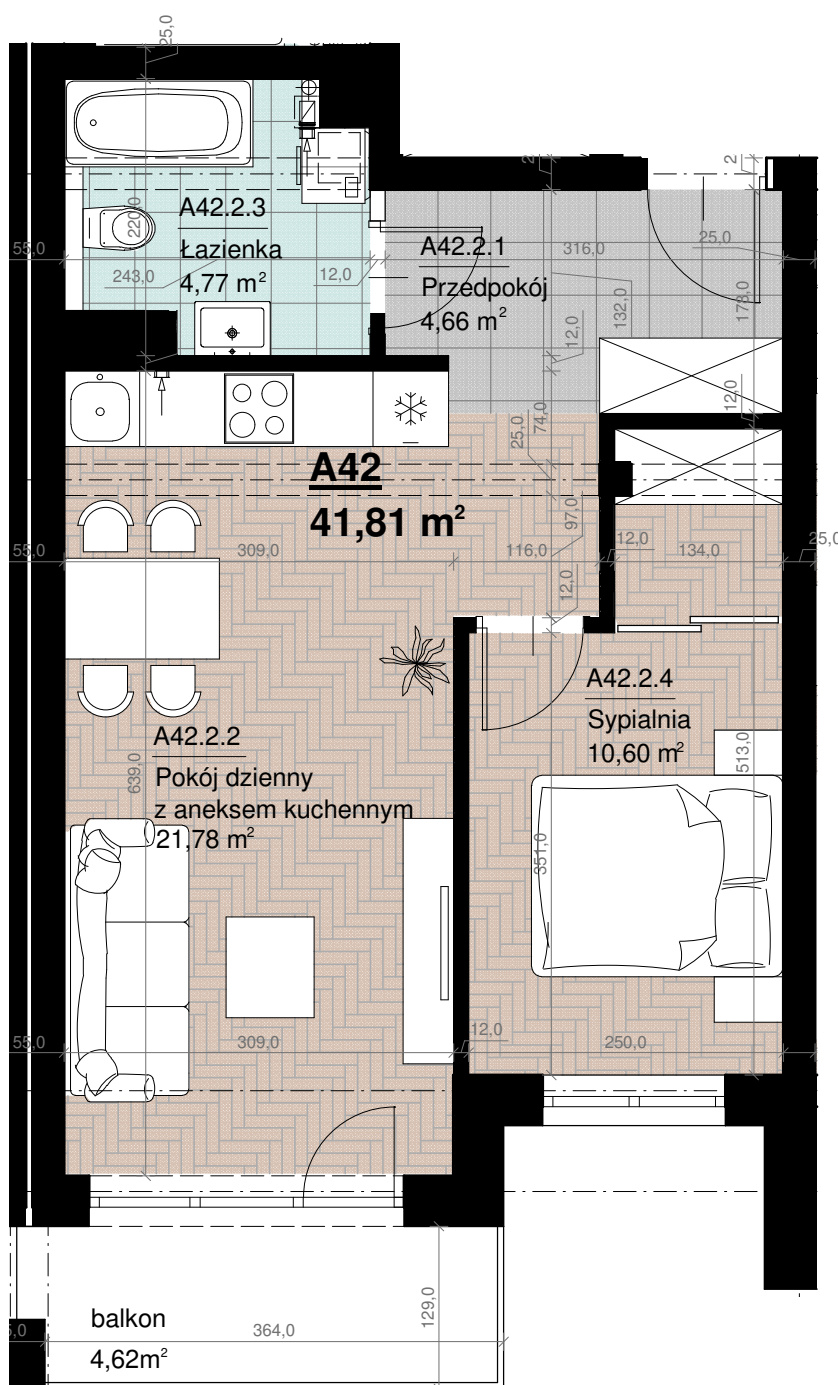 25,0
2
2
A42.2.3
Łazienka
4,77 m²
220,0
55,0
243,0
12,0
A42.2.1
Przedpokój
4,66 m²
316,0
25,0
132,0
178,0
12,0
12,0
74,0
25,0
A42
41,81 m²
97,0
55,0
309,0
116,0
12,0
134,0
25,0
12,0
A42.2.4
Sypialnia
10,60 m²
513,0
A42.2.2
Pokój dzienny
z aneksem kuchennym
21,78 m²
639,0
351,0
55,0
309,0
12,0
250,0
balkon
4,62m²
129,0
364,0
5,0